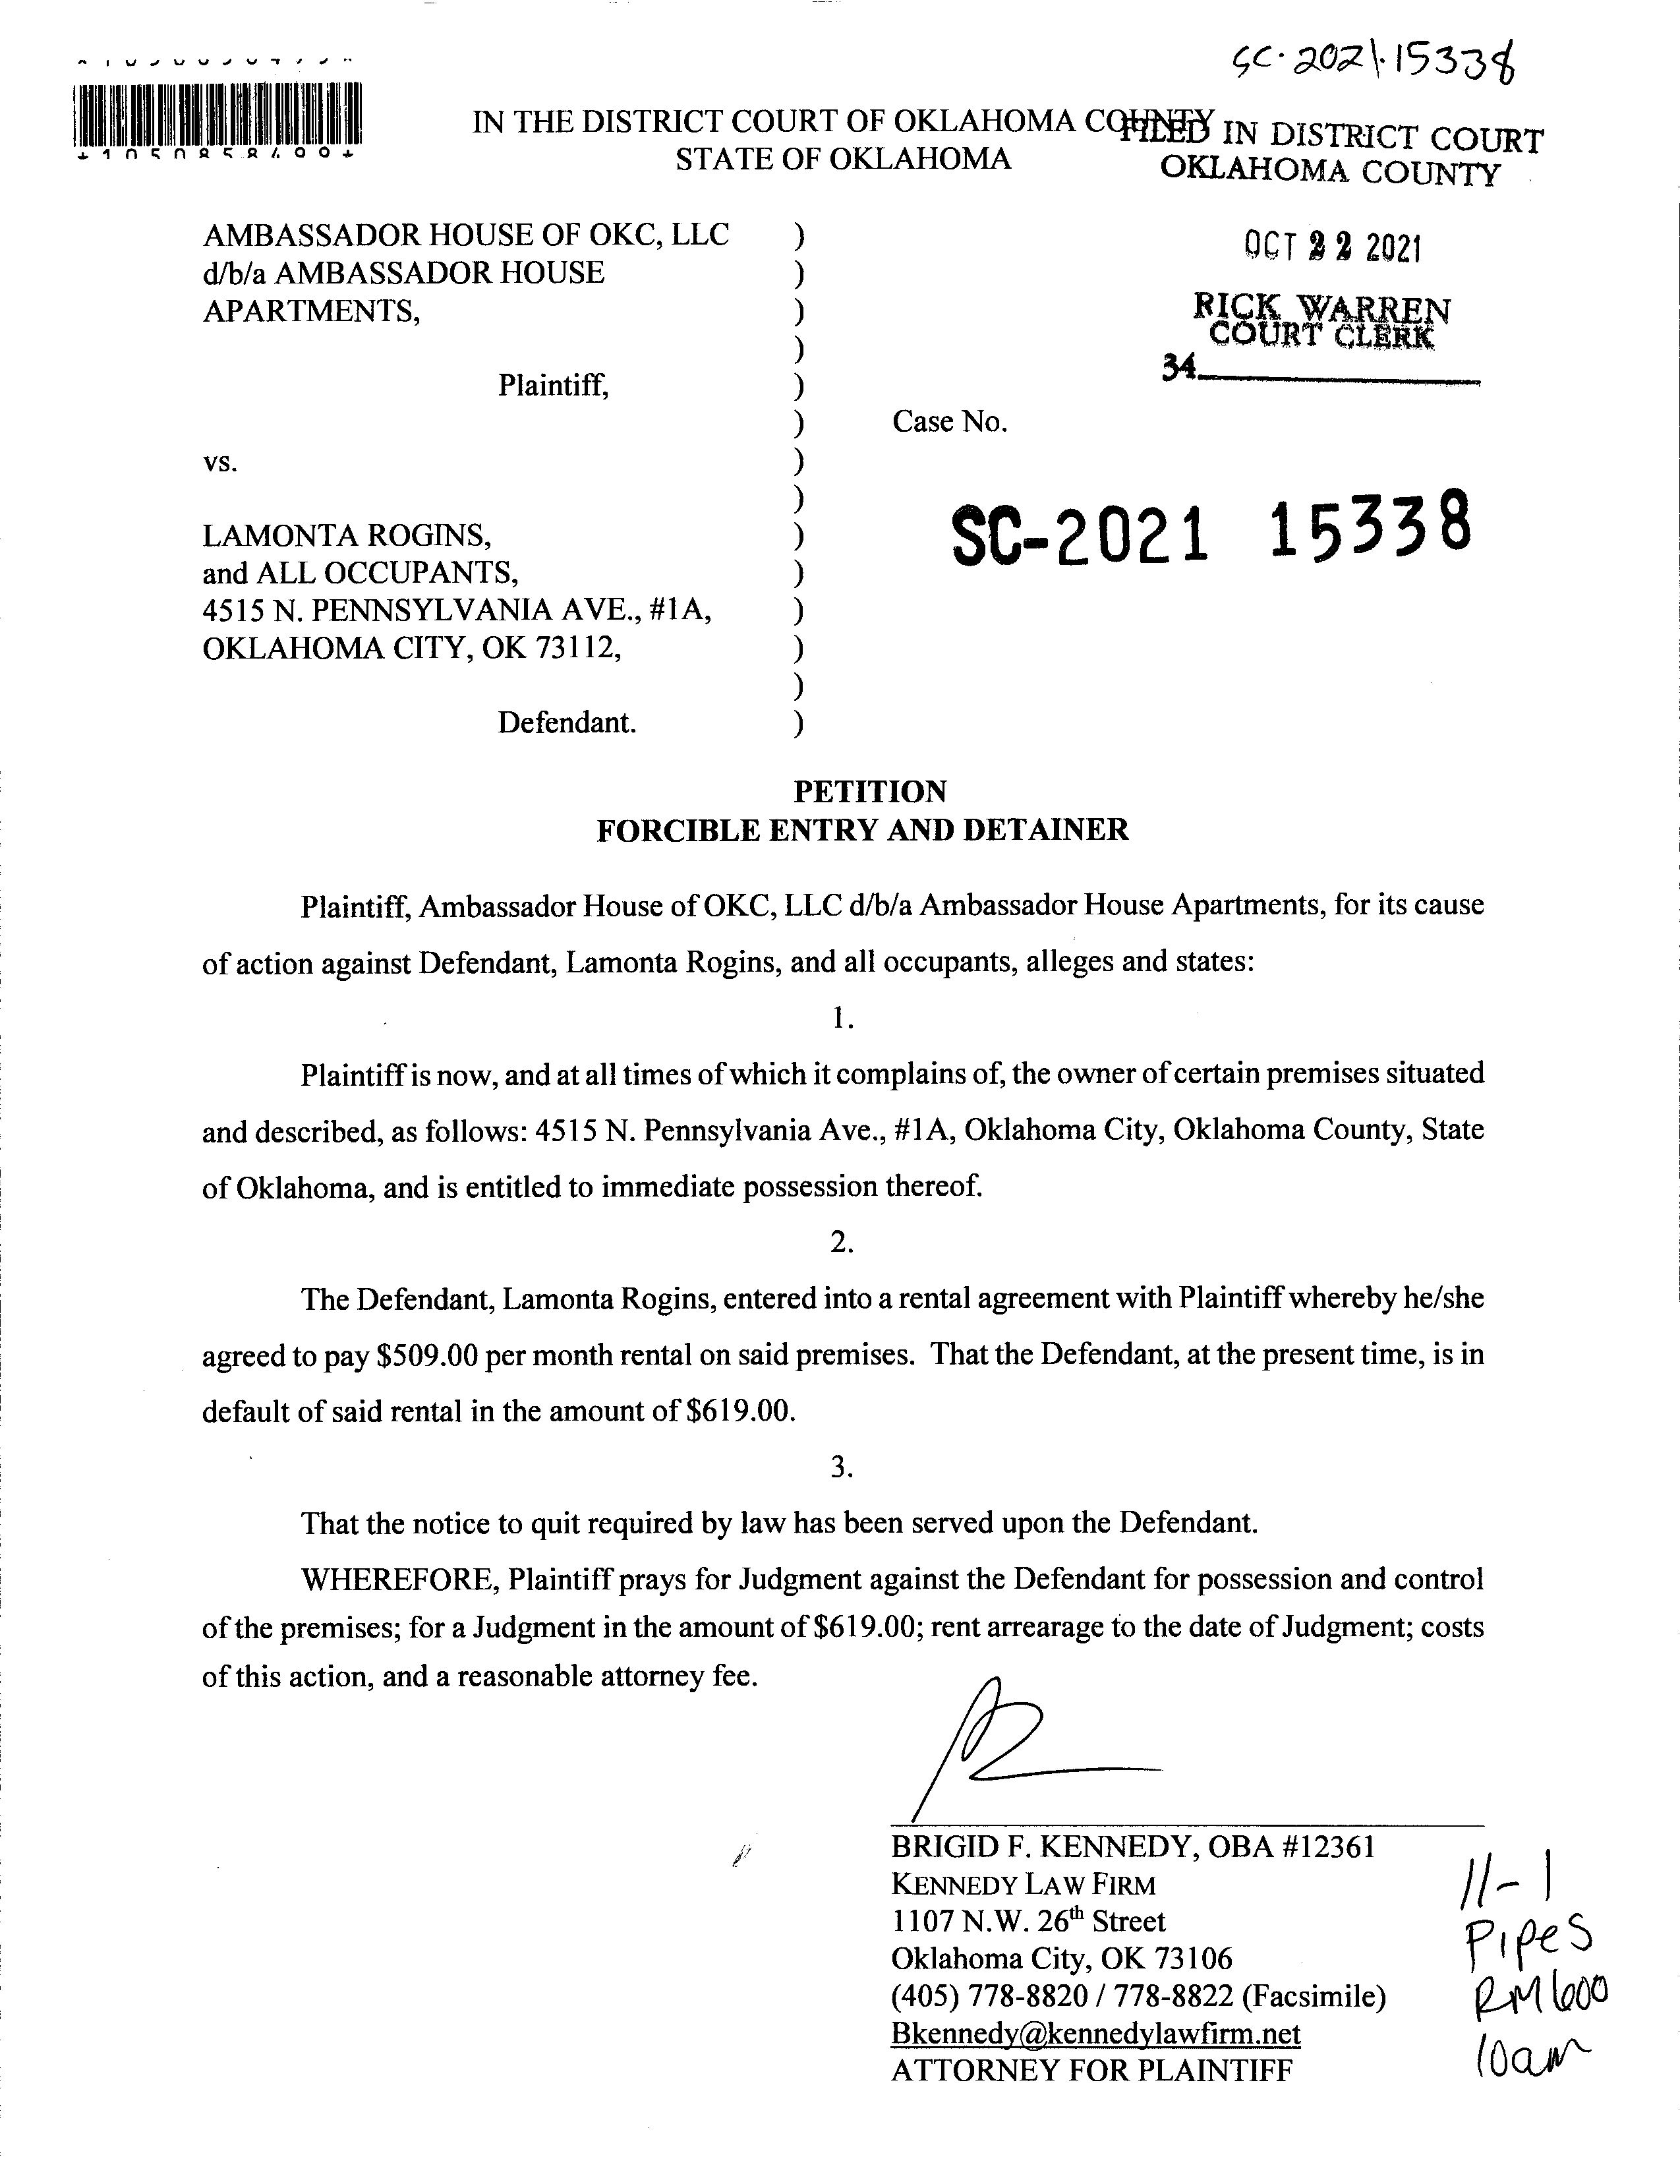 SC-2021-15338
IN THE DISTRICT COURT OF OKLAHOMA COUNTY
STATE OF OKLAHOMA
FILED IN DISTRICT COURT
OKLAHOMA COUNTY
OCT 22 2021
RICK WARREN
COURT CLERK
34
AMBASSADOR HOUSE OF OKC, LLC )
d/b/a AMBASSADOR HOUSE )
APARTMENTS, )
)
Plaintiff, )
) Case No.
vs. )
)
SC-2021 15338
LAMONTA ROGINS, )
and ALL OCCUPANTS, )
4515 N. PENNSYLVANIA AVE., #1A, )
OKLAHOMA CITY, OK 73112, )
)
Defendant. )
PETITION
FORCIBLE ENTRY AND DETAINER
Plaintiff, Ambassador House of OKC, LLC d/b/a Ambassador House Apartments, for its cause
of action against Defendant, Lamonta Rogins, and all occupants, alleges and states:
1.
Plaintiff is now, and at all times of which it complains of, the owner of certain premises situated
and described, as follows: 4515 N. Pennsylvania Ave., #1A, Oklahoma City, Oklahoma County, State
of Oklahoma, and is entitled to immediate possession thereof.
2.
The Defendant, Lamonta Rogins, entered into a rental agreement with Plaintiff whereby he/she
agreed to pay $509.00 per month rental on said premises. That the Defendant, at the present time, is in
default of said rental in the amount of $619.00.
3.
That the notice to quit required by law has been served upon the Defendant.
WHEREFORE, Plaintiff prays for Judgment against the Defendant for possession and control
of the premises; for a Judgment in the amount of $619.00; rent arrearage to the date of Judgment; costs
of this action, and a reasonable attorney fee.
BRIGID F. KENNEDY, OBA #12361
KENNEDY LAW FIRM
1107 N.W. 26th Street
Oklahoma City, OK 73106
(405) 778-8820 / 778-8822 (Facsimile)
Bkennedy@kennedylawfirm.net
ATTORNEY FOR PLAINTIFF
11-1
Pipes
RM 600
10am